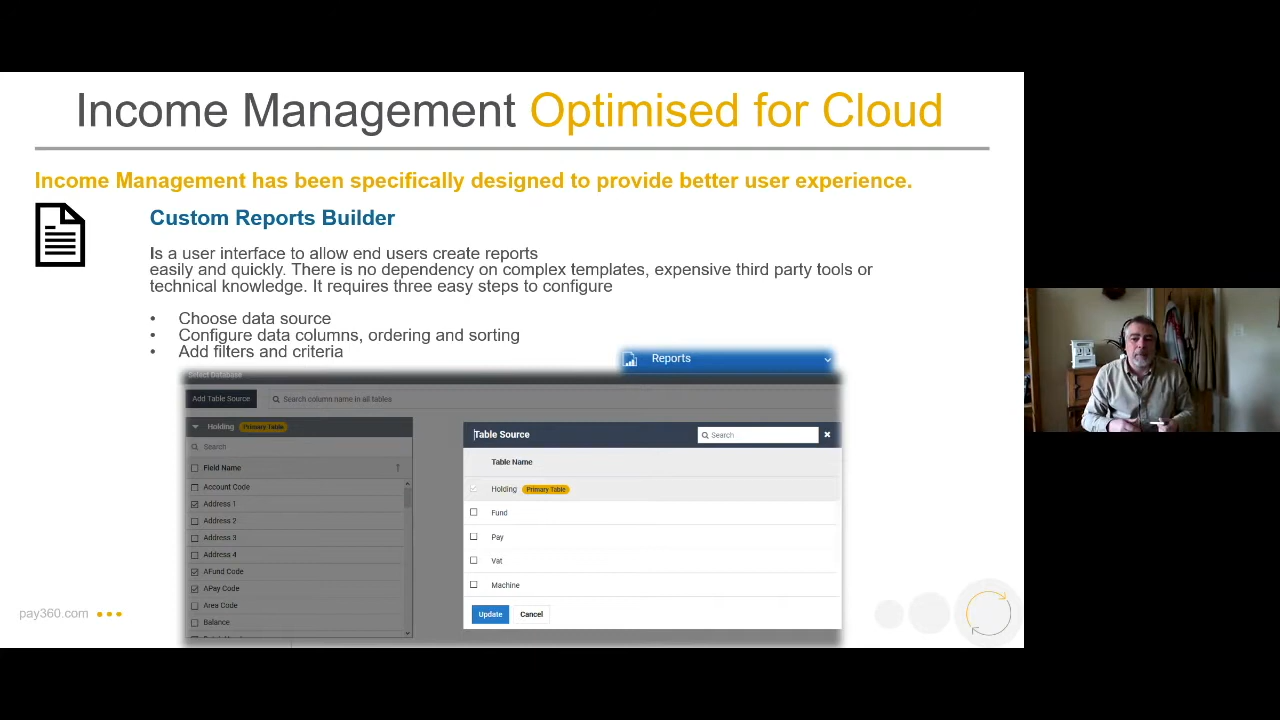 Income Management Optimised for Cloud
Income Management has been specifically designed to provide better user experience.
Custom Reports Builder
Is a user interface to allow end users create reports
easily and quickly. There is no dependency on complex templates, expensive third party tools or
technical knowledge. It requires three easy steps to configure
• Choose data source
• Configure data columns, ordering and sorting
• Add filters and criteria
Reports
Select Database
Add Table Source
Search column name in all tables
Holding Primary Table
Search
Field Name
Account Code
Address 1
Address 2
Address 3
Address 4
AFund Code
APay Code
Area Code
Balance
Table Source
Search
Table Name
Holding Primary Table
Fund
Pay
Vat
Machine
Update Cancel
pay360.com